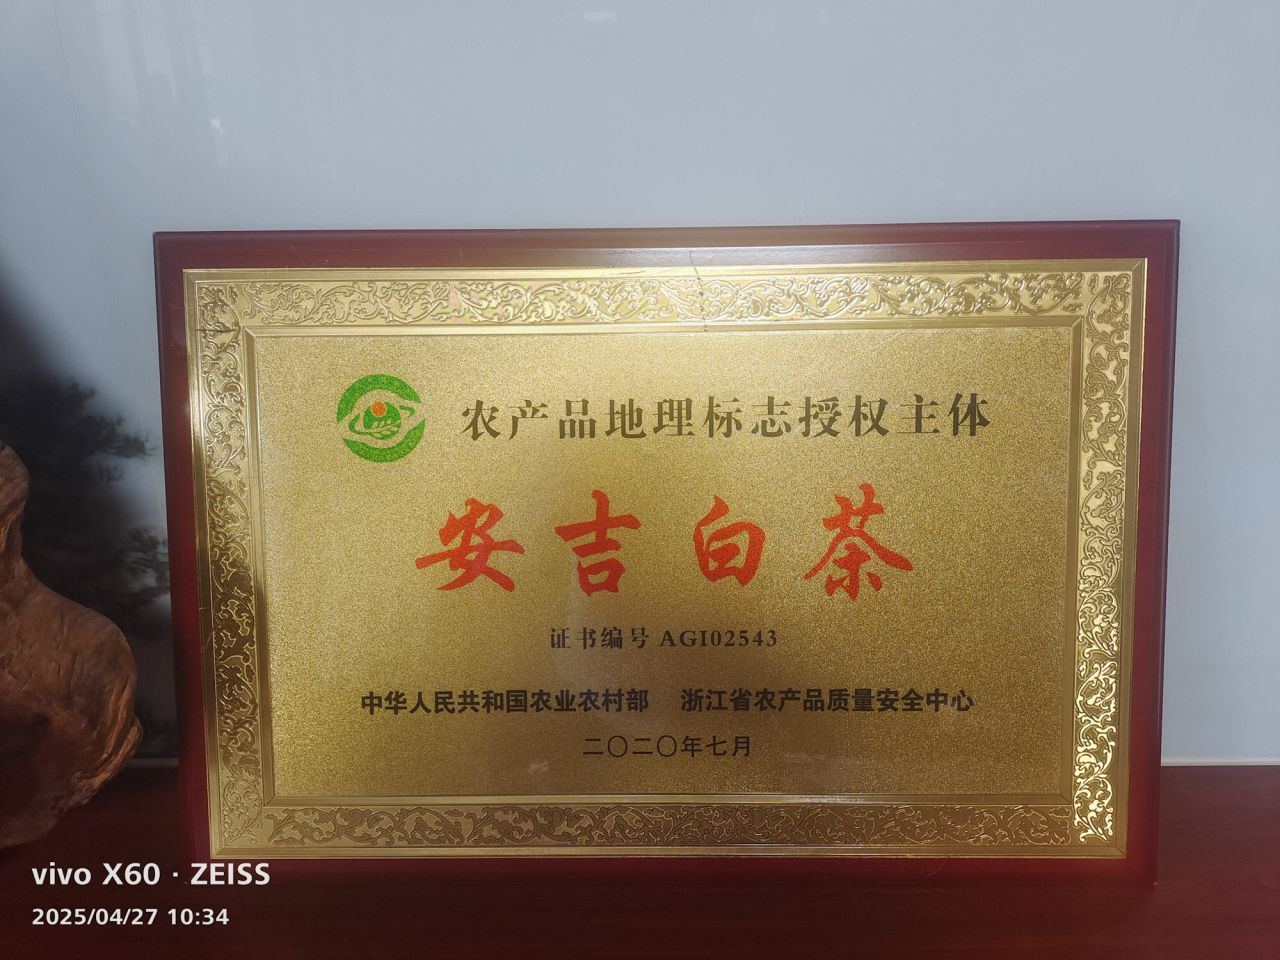 农产品地理标志授权主体
安吉白茶
证书编号 AGI02543
中华人民共和国农业农村部 浙江省农产品质量安全中心
二〇二〇年七月
vivo X60 · ZEISS
2025/04/27 10:34